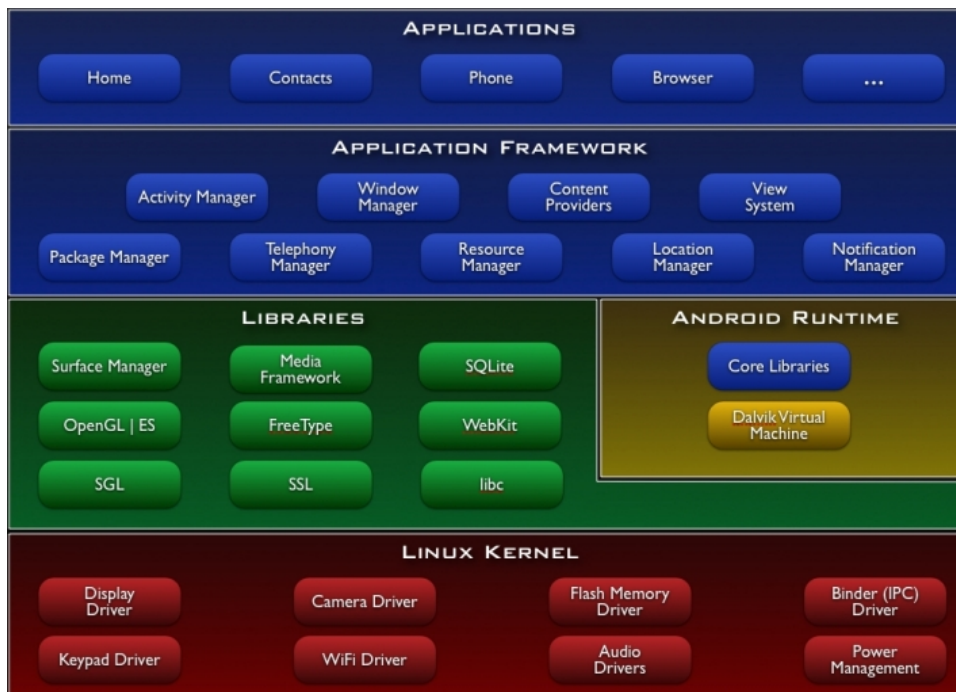 APPLICATIONS
Home
Contacts
Phone
Browser
...
APPLICATION FRAMEWORK
Activity Manager
Window
Manager
Content
Providers
View
System
Package Manager
Telephony
Manager
Resource
Manager
Location
Manager
Notification
Manager
LIBRARIES
Surface Manager
Media
Framework
SQLite
OpenGL | ES
FreeType
WebKit
SGL
SSL
libc
ANDROID RUNTIME
Core Libraries
Dalvik Virtual
Machine
LINUX KERNEL
Display
Driver
Camera Driver
Flash Memory
Driver
Binder (IPC)
Driver
Keypad Driver
WiFi Driver
Audio
Drivers
Power
Management